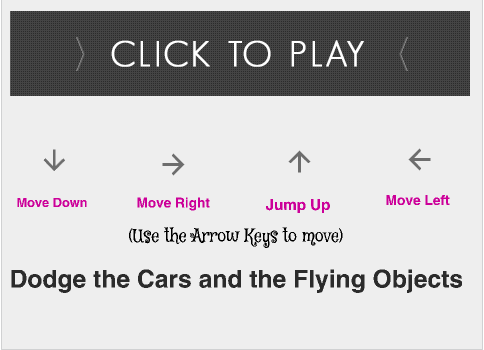 CLICK TO PLAY
Move Down Move Right Jump Up Move Left
(Use the Arrow Keys to move)
Dodge the Cars and the Flying Objects